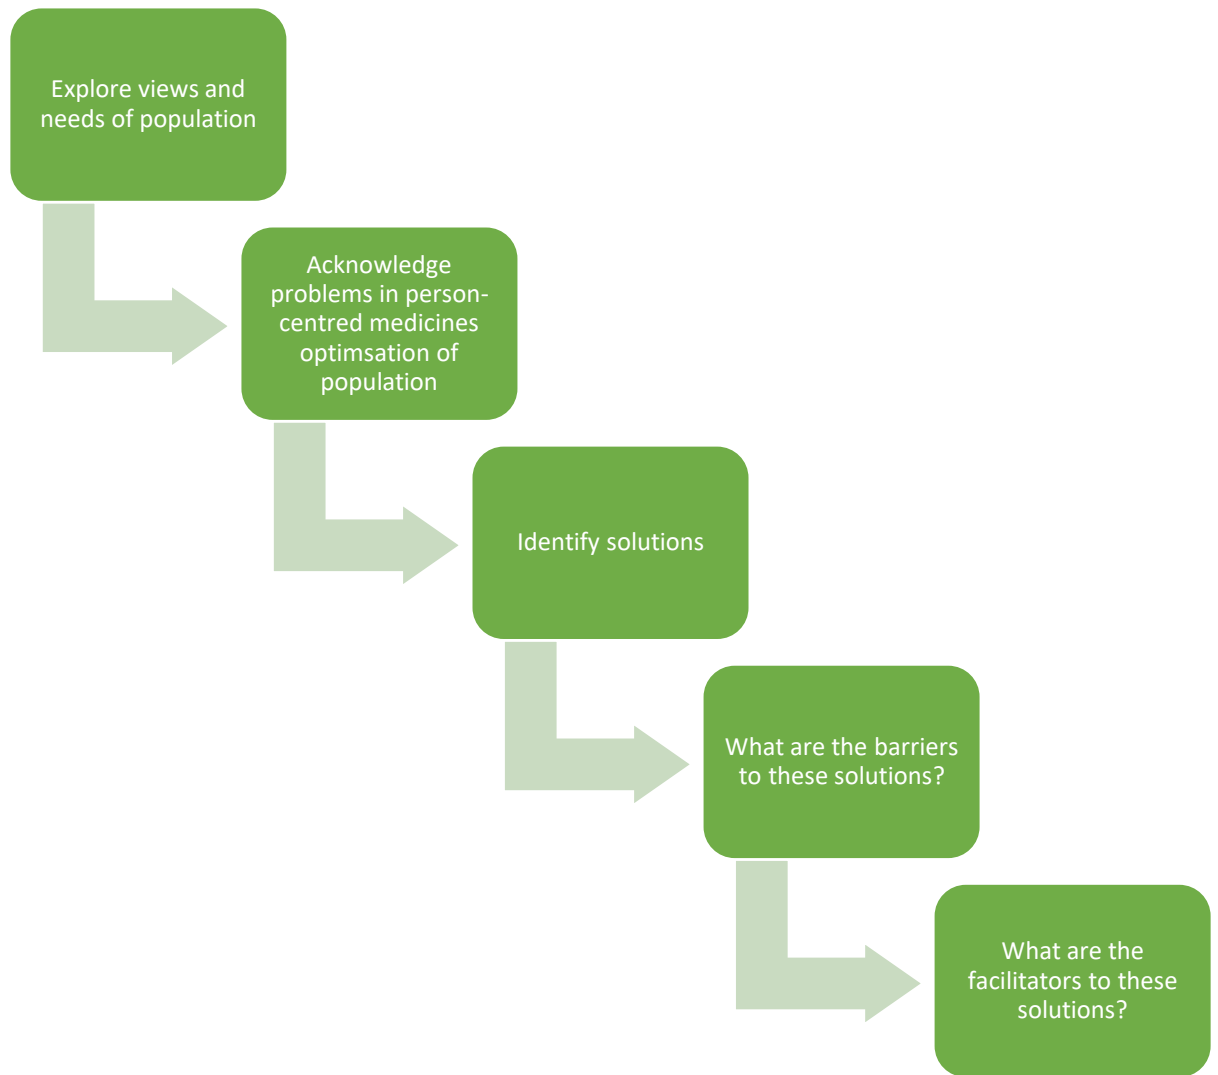 Explore views and
needs of population
Acknowledge
problems in person-
centred medicines
optimsation of
population
Identify solutions
What are the barriers
to these solutions?
What are the
facilitators to these
solutions?